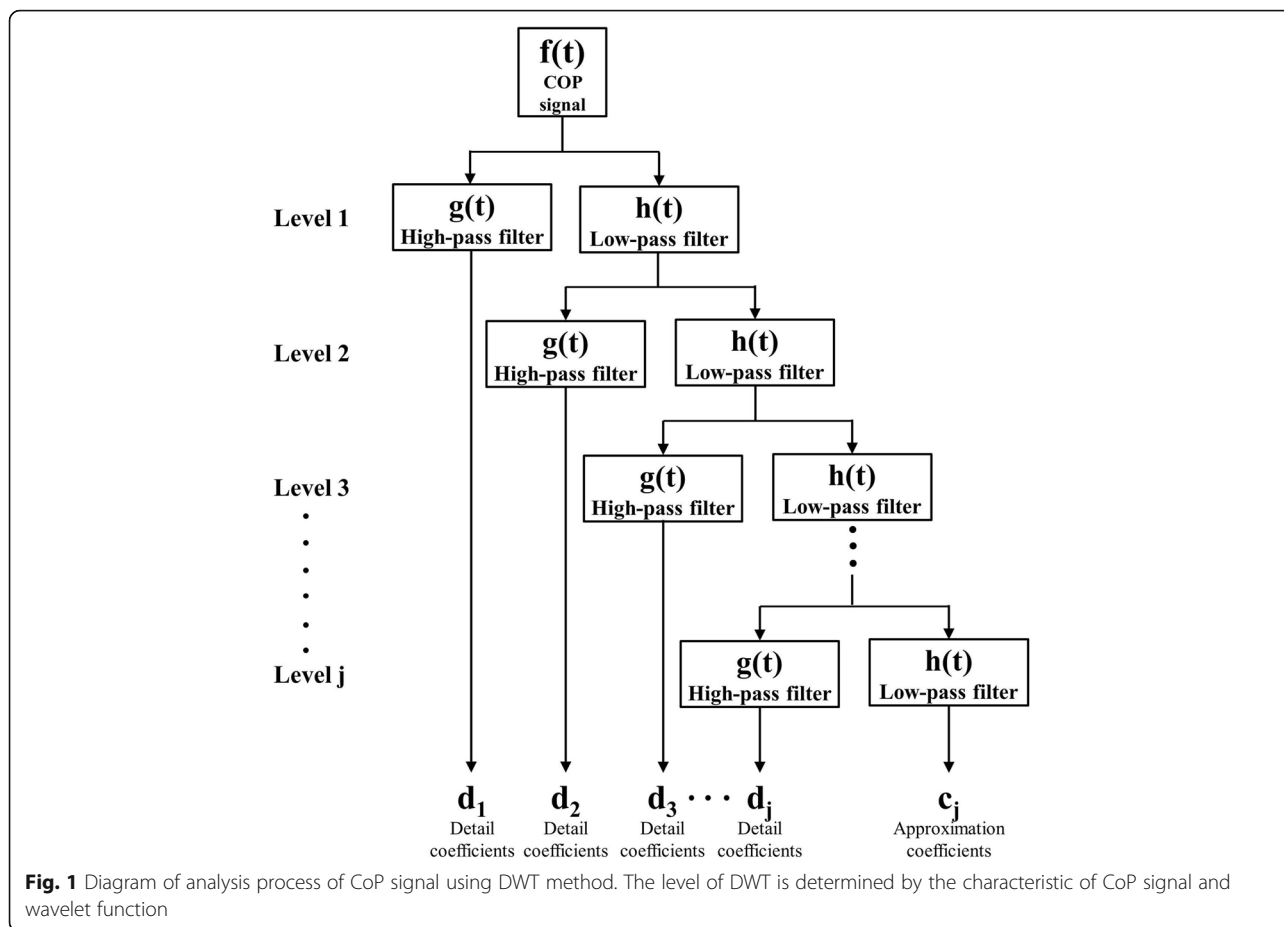 f(t)
COP
signal
Level 1
g(t)
High-pass filter
h(t)
Low-pass filter
Level 2
g(t)
High-pass filter
h(t)
Low-pass filter
Level 3
g(t)
High-pass filter
h(t)
Low-pass filter
Level j
g(t)
High-pass filter
h(t)
Low-pass filter
d₁ d₂ d₃ · · · dⱼ cⱼ
Detail Detail Detail Detail Approximation
coefficients coefficients coefficients coefficients coefficients
Fig. 1 Diagram of analysis process of CoP signal using DWT method. The level of DWT is determined by the characteristic of CoP signal and
wavelet function